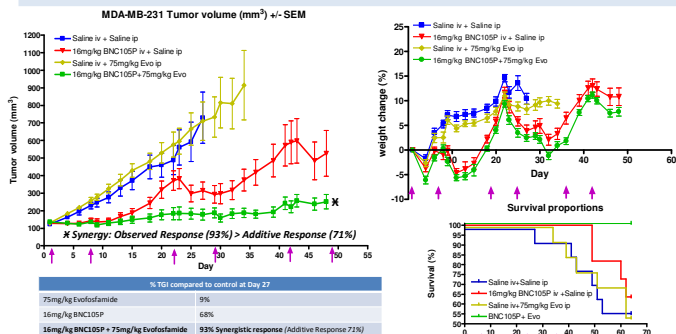 MDA-MB-231 Tumor volume (mm³) +/- SEM
1200
1100
1000
900
800
700
600
500
400
300
200
100
0
Tumor volume (mm³)
Saline iv + Saline ip
16mg/kg BNC105P iv + Saline ip
Saline iv + 75mg/kg Evo ip
16mg/kg BNC105P+75mg/kg Evo
Ӿ Synergy: Observed Response (93%) > Additive Response (71%)
Ӿ
0 5 10 15 20 25 30 35 40 45 50 55
Day
% TGI compared to control at Day 27
75mg/kg Evofosfamide 9%
16mg/kg BNC105P 68%
16mg/kg BNC105P + 75mg/kg Evofosfamide 93% Synergistic response (Additive Response 71%)
weight change (%)
25
20
15
10
5
0
-5
-10
Saline iv + Saline ip
16mg/kg BNC105P iv + Saline ip
Saline iv + 75mg/kg Evo ip
16mg/kg BNC105P+75mg/kg Evo
10 20 30 40 50 60
Day
Survival proportions
Survival (%)
100
90
80
70
60
50
Saline iv+Saline ip
16mg/kg BNC105P iv +Saline ip
Saline iv+75mg/kg Evo ip
BNC105P+ Evo
0 10 20 30 40 50 60 70